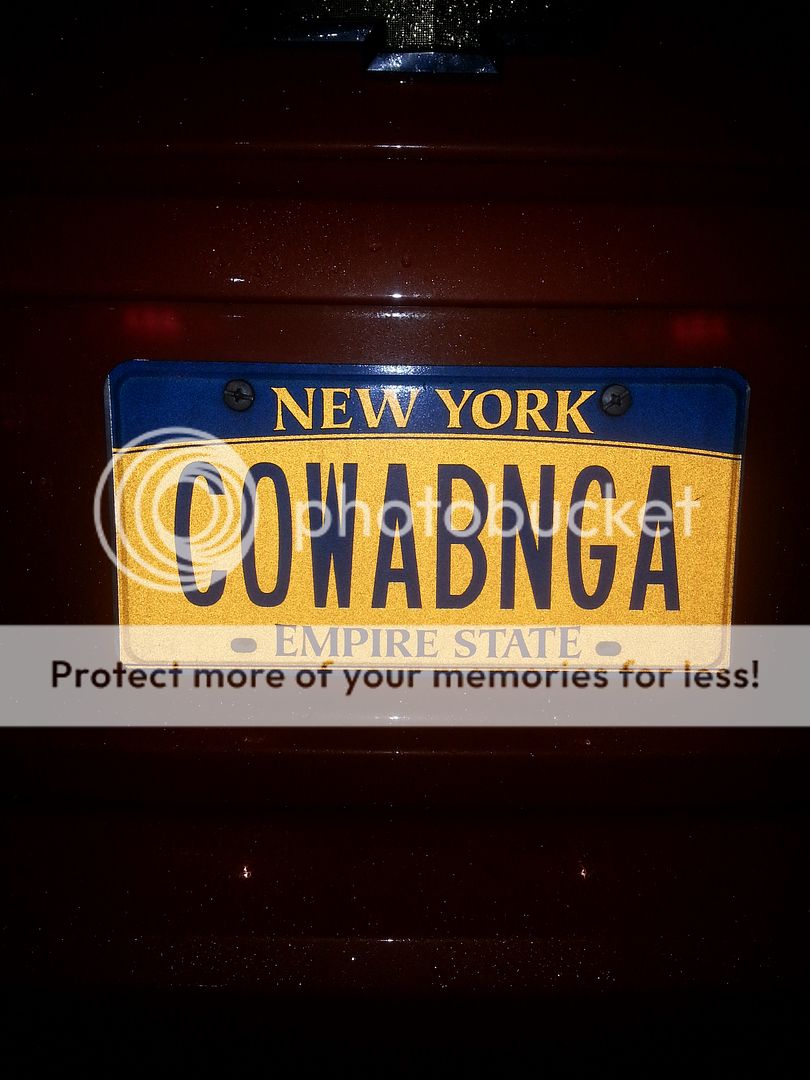 NEW YORK
COWABNGA
photobucket
EMPIRE STATE
Protect more of your memories for less!